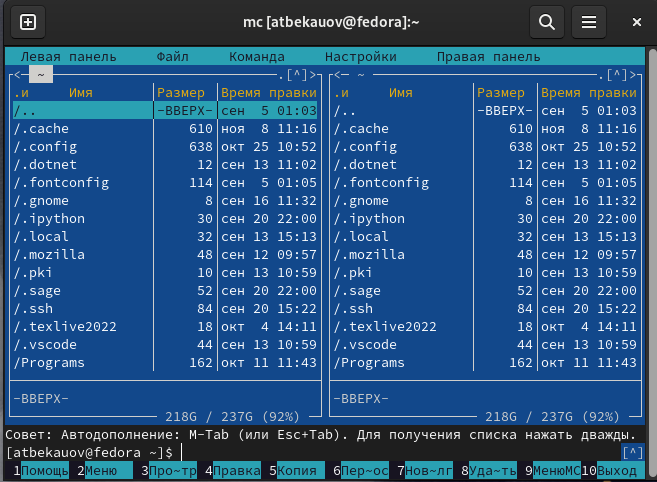 mc [atbekauov@fedora]:~
Левая панель Файл Команда Настройки Правая панель
<- ~ .[^]> <- ~ .[^]>
.и Имя Размер Время правки .и Имя Размер Время правки
/.. -ВВЕРХ- сен 5 01:03 /.. -ВВЕРХ- сен 5 01:03
/.cache 610 ноя 8 11:16 /.cache 610 ноя 8 11:16
/.config 638 окт 25 10:52 /.config 638 окт 25 10:52
/.dotnet 12 сен 13 11:02 /.dotnet 12 сен 13 11:02
/.fontconfig 114 сен 5 01:05 /.fontconfig 114 сен 5 01:05
/.gnome 8 сен 16 11:32 /.gnome 8 сен 16 11:32
/.ipython 30 сен 20 22:00 /.ipython 30 сен 20 22:00
/.local 32 сен 13 15:13 /.local 32 сен 13 15:13
/.mozilla 48 сен 12 09:57 /.mozilla 48 сен 12 09:57
/.pki 10 сен 13 10:59 /.pki 10 сен 13 10:59
/.sage 52 сен 20 22:00 /.sage 52 сен 20 22:00
/.ssh 84 сен 20 15:22 /.ssh 84 сен 20 15:22
/.texlive2022 18 окт 4 14:11 /.texlive2022 18 окт 4 14:11
/.vscode 44 сен 13 10:59 /.vscode 44 сен 13 10:59
/Programs 162 окт 11 11:43 /Programs 162 окт 11 11:43
-ВВЕРХ- -ВВЕРХ-
218G / 237G (92%) 218G / 237G (92%)
Совет: Автодополнение: M-Tab (или Esc+Tab). Для получения списка нажать дважды.
[atbekauov@fedora ~]$ [^]
1Помощь 2Меню 3Про~тр 4Правка 5Копия 6Пер~ос 7Нов~лг 8Уда~ть 9МенюMC 10Выход